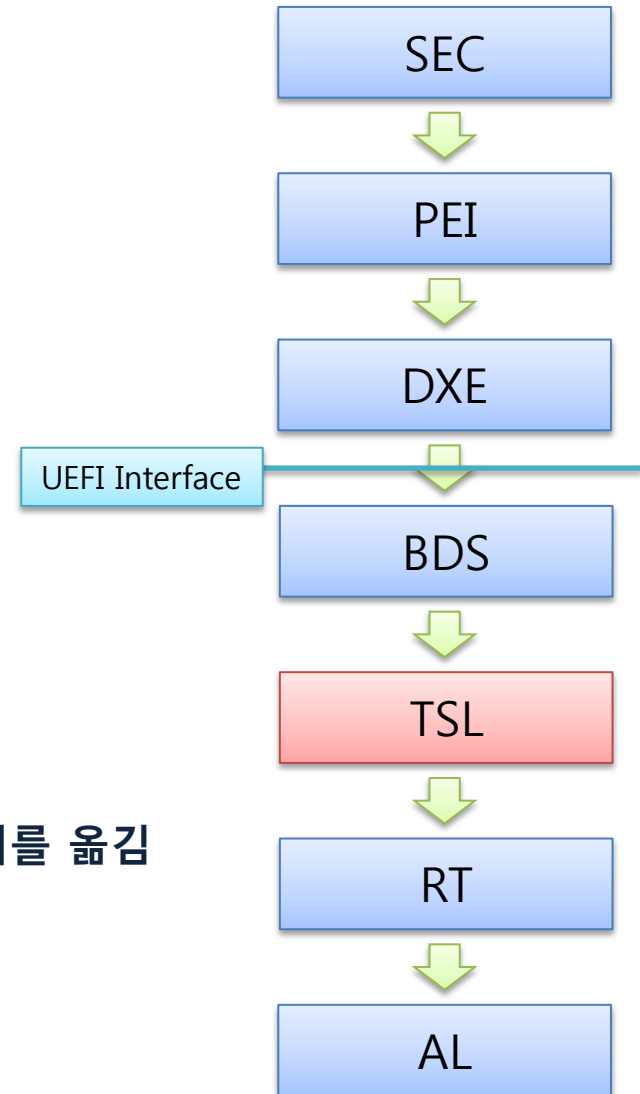 SEC
PEI
DXE
UEFI Interface
BDS
TSL
를 옮김
RT
AL